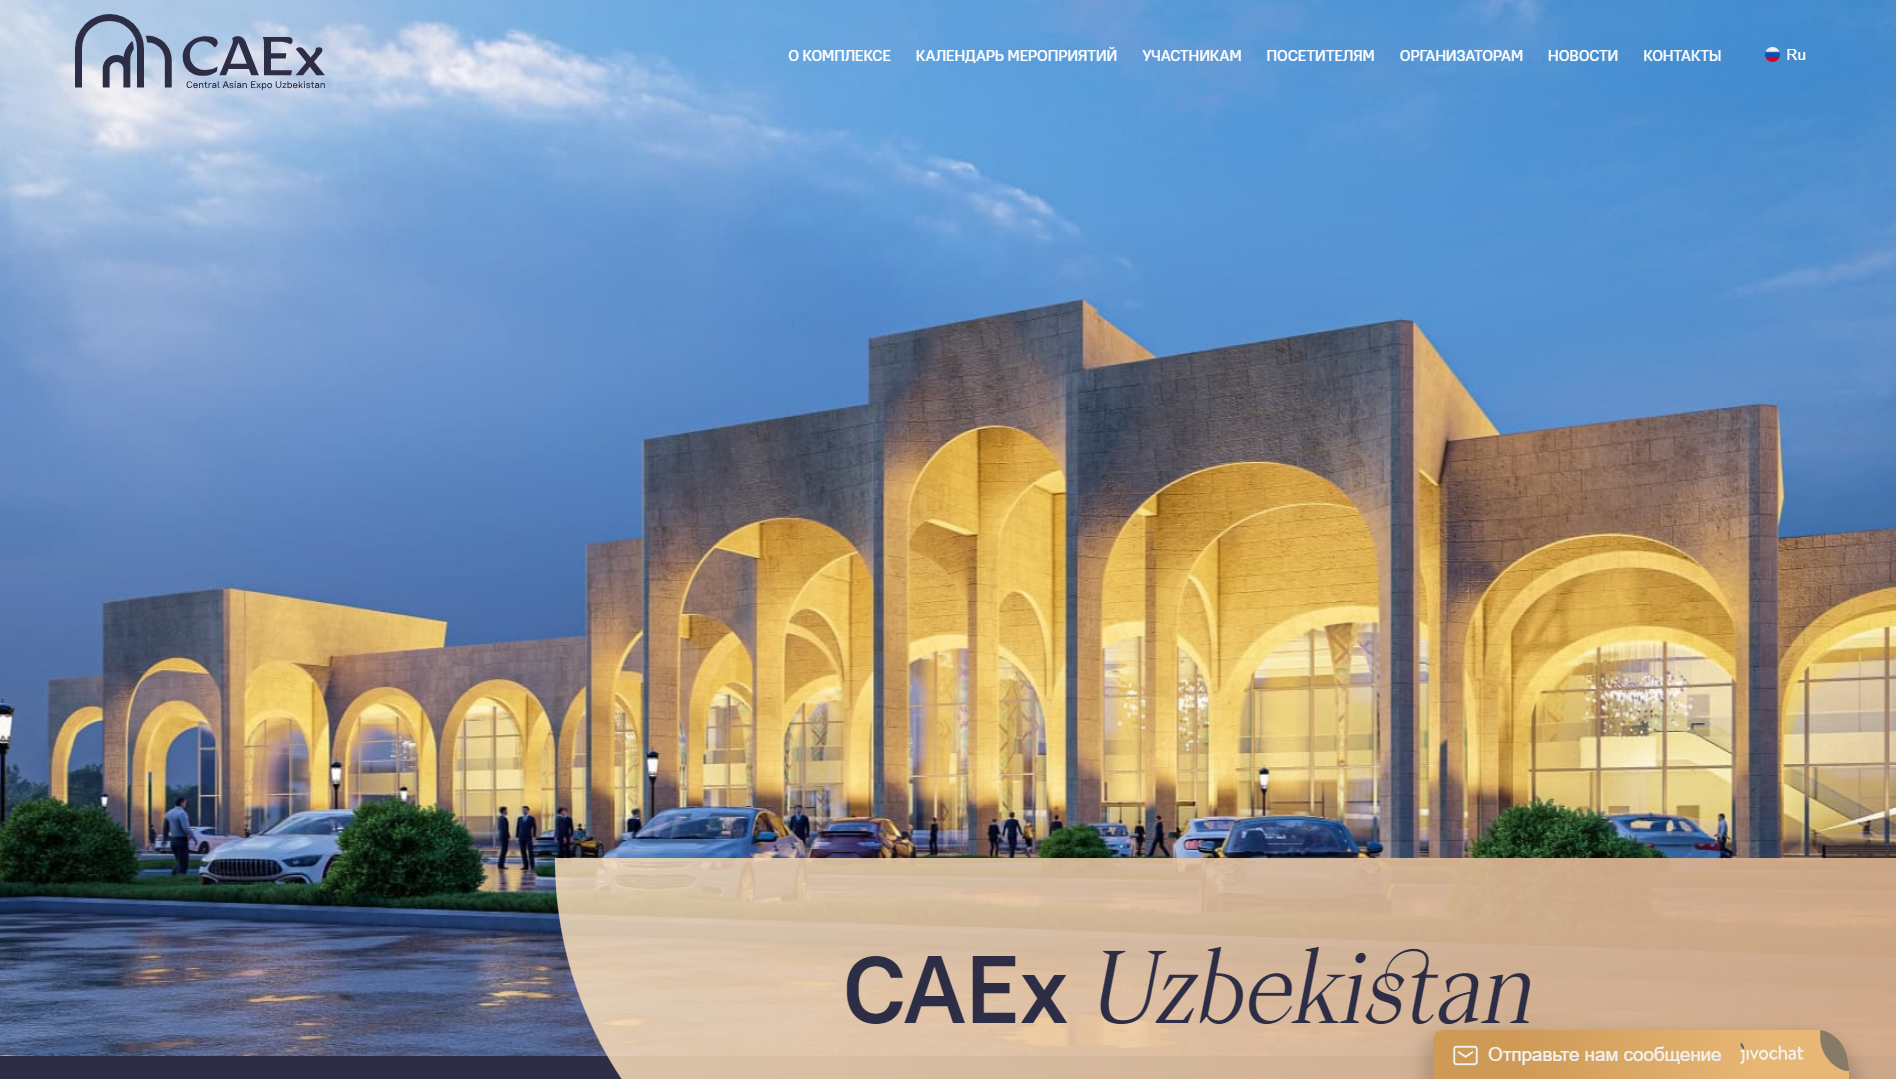 CAEx
Central Asian Expo Uzbekistan
О КОМПЛЕКСЕ КАЛЕНДАРЬ МЕРОПРИЯТИЙ УЧАСТНИКАМ ПОСЕТИТЕЛЯМ ОРГАНИЗАТОРАМ НОВОСТИ КОНТАКТЫ Ru
CAEx Uzbekistan
Отправьте нам сообщение jivochat